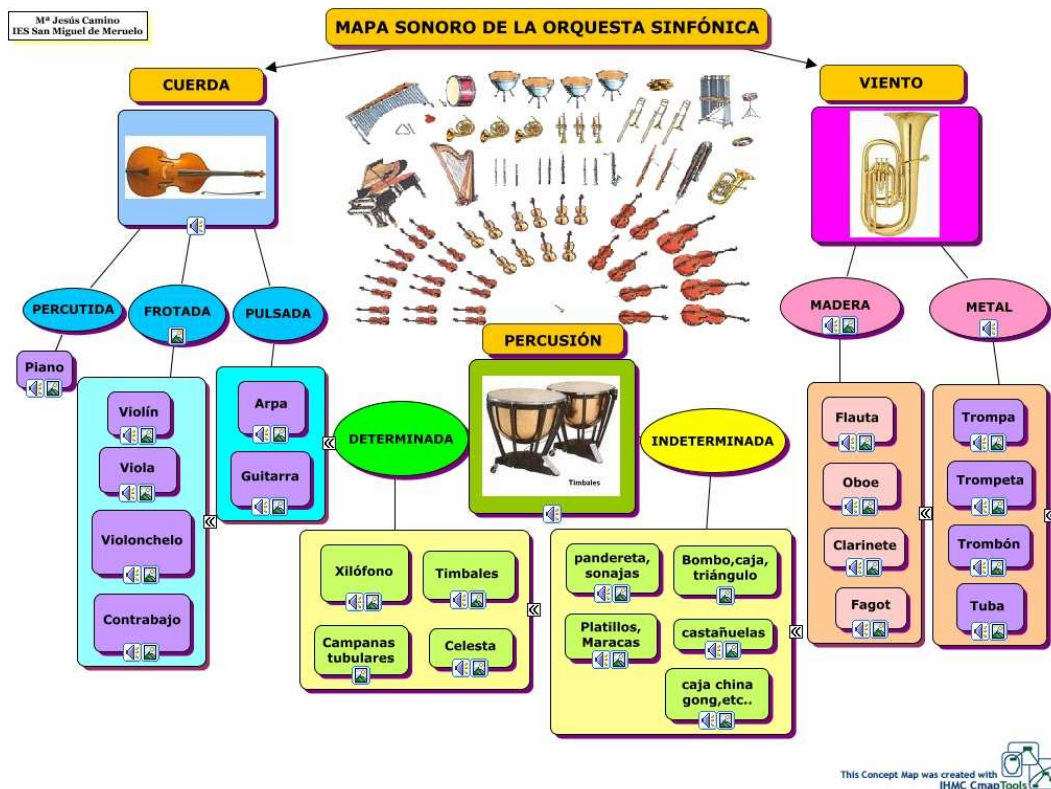 Mª Jesús Camino
IES San Miguel de Meruelo
MAPA SONORO DE LA ORQUESTA SINFÓNICA
CUERDA
VIENTO
PERCUTIDA
FROTADA
PULSADA
PERCUSIÓN
MADERA
METAL
Piano
Violín
Viola
Violonchelo
Contrabajo
Arpa
Guitarra
DETERMINADA
Timbales
INDETERMINADA
Xilófono
Timbales
Campanas
tubulares
Celesta
pandereta,
sonajas
Bombo,caja,
triángulo
Platillos,
Maracas
castañuelas
caja china
gong,etc..
Flauta
Oboe
Clarinete
Fagot
Trompa
Trompeta
Trombón
Tuba
This Concept Map was created with
IHMC CmapTools